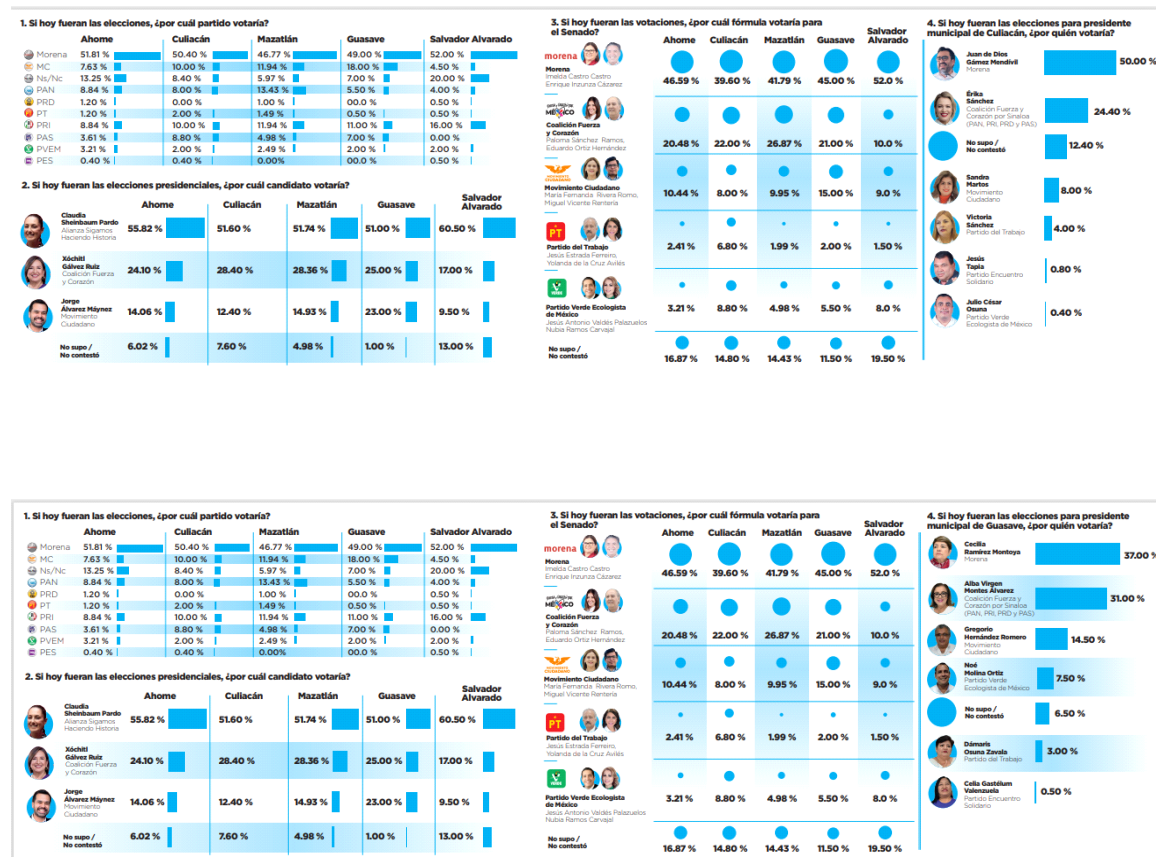 1. Si hoy fueran las elecciones, ¿por cuál partido votaría?
Ahome Culiacán Mazatlán Guasave Salvador Alvarado
Morena 51.81 % 50.40 % 46.77 % 49.00 % 52.00 %
MC 7.63 % 10.00 % 11.94 % 18.00 % 4.50 %
Ns/Nc 13.25 % 8.40 % 5.97 % 7.00 % 20.00 %
PAN 8.84 % 8.00 % 13.43 % 5.50 % 4.00 %
PRD 1.20 % 0.00 % 1.00 % 00.0 % 0.50 %
PT 1.20 % 2.00 % 1.49 % 0.50 % 0.50 %
PRI 8.84 % 10.00 % 11.94 % 11.00 % 16.00 %
PAS 3.61 % 8.80 % 4.98 % 7.00 % 0.00 %
PVEM 3.21 % 2.00 % 2.49 % 2.00 % 2.00 %
PES 0.40 % 0.40 % 0.00% 00.0 % 0.50 %
2. Si hoy fueran las elecciones presidenciales, ¿por cuál candidato votaría?
Ahome Culiacán Mazatlán Guasave Salvador
Alvarado
Claudia
Sheinbaum Pardo
Alianza Sigamos
Haciendo Historia
55.82 % 51.60 % 51.74 % 51.00 % 60.50 %
Xóchitl
Gálvez Ruiz
Coalición Fuerza
y Corazón
24.10 % 28.40 % 28.36 % 25.00 % 17.00 %
Jorge
Álvarez Máynez
Movimiento
Ciudadano
14.06 % 12.40 % 14.93 % 23.00 % 9.50 %
No supo /
No contestó
6.02 % 7.60 % 4.98 % 1.00 % 13.00 %
3. Si hoy fueran las votaciones, ¿por cuál fórmula votaría para
el Senado?
Ahome Culiacán Mazatlán Guasave Salvador
Alvarado
morena
Morena
Imelda Castro Castro
Enrique Inzunza Cázarez
46.59 % 39.60 % 41.79 % 45.00 % 52.0 %
MÉXICO
Coalición Fuerza
y Corazón
Paloma Sánchez Ramos,
Eduardo Ortiz Hernández
20.48 % 22.00 % 26.87 % 21.00 % 10.0 %
Movimiento Ciudadano
Maria Fernanda Rivera Romo,
Miguel Vicente Rentería
10.44 % 8.00 % 9.95 % 15.00 % 9.0 %
PT
Partido del Trabajo
Jesús Estrada Ferreiro,
Yolanda de la Cruz Avilés
2.41 % 6.80 % 1.99 % 2.00 % 1.50 %
VERDE
Partido Verde Ecologista
de México
Jesús Antonio Valdés Palazuelos
Nubia Ramos Carvajal
3.21 % 8.80 % 4.98 % 5.50 % 8.0 %
No supo /
No contestó
16.87 % 14.80 % 14.43 % 11.50 % 19.50 %
4. Si hoy fueran las elecciones para presidente
municipal de Culiacán, ¿por quién votaría?
Juan de Dios
Gámez Mendívil
Morena
50.00 %
Érika
Sánchez
Coalición Fuerza y
Corazón por Sinaloa
(PAN, PRI, PRD y PAS)
24.40 %
No supo /
No contestó
12.40 %
Sandra
Martos
Movimiento
Ciudadano
8.00 %
Victoria
Sánchez
Partido del Trabajo
4.00 %
Jesús
Tapia
Partido Encuentro
Solidano
0.80 %
Julio César
Osuna
Partido Verde
Ecologista de México
0.40 %
1. Si hoy fueran las elecciones, ¿por cuál partido votaría?
Ahome Culiacán Mazatlán Guasave Salvador Alvarado
Morena 51.81 % 50.40 % 46.77 % 49.00 % 52.00 %
MC 7.63 % 10.00 % 11.94 % 18.00 % 4.50 %
Ns/Nc 13.25 % 8.40 % 5.97 % 7.00 % 20.00 %
PAN 8.84 % 8.00 % 13.43 % 5.50 % 4.00 %
PRD 1.20 % 0.00 % 1.00 % 00.0 % 0.50 %
PT 1.20 % 2.00 % 1.49 % 0.50 % 0.50 %
PRI 8.84 % 10.00 % 11.94 % 11.00 % 16.00 %
PAS 3.61 % 8.80 % 4.98 % 7.00 % 0.00 %
PVEM 3.21 % 2.00 % 2.49 % 2.00 % 2.00 %
PES 0.40 % 0.40 % 0.00% 00.0 % 0.50 %
2. Si hoy fueran las elecciones presidenciales, ¿por cuál candidato votaría?
Ahome Culiacán Mazatlán Guasave Salvador
Alvarado
Claudia
Sheinbaum Pardo
Alianza Sigamos
Haciendo Historia
55.82 % 51.60 % 51.74 % 51.00 % 60.50 %
Xóchitl
Gálvez Ruiz
Coalición Fuerza
y Corazón
24.10 % 28.40 % 28.36 % 25.00 % 17.00 %
Jorge
Álvarez Máynez
Movimiento
Ciudadano
14.06 % 12.40 % 14.93 % 23.00 % 9.50 %
No supo /
No contestó
6.02 % 7.60 % 4.98 % 1.00 % 13.00 %
3. Si hoy fueran las votaciones, ¿por cuál fórmula votaría para
el Senado?
Ahome Culiacán Mazatlán Guasave Salvador
Alvarado
morena
Morena
Imelda Castro Castro
Enrique Inzunza Cázarez
46.59 % 39.60 % 41.79 % 45.00 % 52.0 %
MÉXICO
Coalición Fuerza
y Corazón
Paloma Sánchez Ramos,
Eduardo Ortiz Hernández
20.48 % 22.00 % 26.87 % 21.00 % 10.0 %
Movimiento Ciudadano
Maria Fernanda Rivera Romo,
Miguel Vicente Rentería
10.44 % 8.00 % 9.95 % 15.00 % 9.0 %
PT
Partido del Trabajo
Jesús Estrada Ferreiro,
Yolanda de la Cruz Avilés
2.41 % 6.80 % 1.99 % 2.00 % 1.50 %
VERDE
Partido Verde Ecologista
de México
Jesús Antonio Valdés Palazuelos
Nubia Ramos Carvajal
3.21 % 8.80 % 4.98 % 5.50 % 8.0 %
No supo /
No contestó
16.87 % 14.80 % 14.43 % 11.50 % 19.50 %
4. Si hoy fueran las elecciones para presidente
municipal de Guasave, ¿por quién votaría?
Cecilia
Ramírez Montoya
Morena
37.00 %
Alba Virgen
Montes Álvarez
Coalición Fuerza y
Corazón por Sinaloa
(PAN, PRI, PRD y PAS)
31.00 %
Gregorio
Hernández Romero
Movimiento
Ciudadano
14.50 %
Noé
Molina Ortiz
Partido Verde
Ecologista de México
7.50 %
No supo /
No contestó
6.50 %
Dámaris
Osuna Zavala
Partido del Trabajo
3.00 %
Celia Gastélum
Valenzuela
Partido Encuentro
Solidano
0.50 %